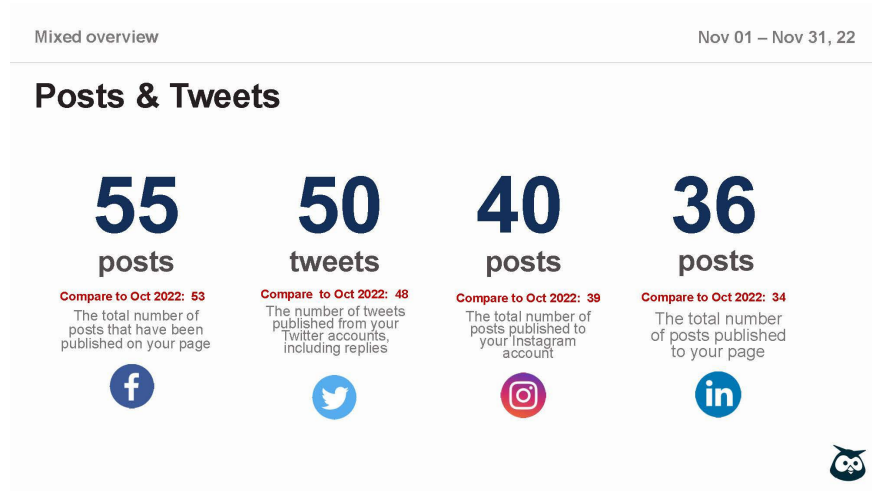 Mixed overview
Nov 01 – Nov 31, 22
Posts & Tweets
55
posts
Compare to Oct 2022: 53
The total number of
posts that have been
published on your page
50
tweets
Compare to Oct 2022: 48
The number of tweets
published from your
Twitter accounts,
including replies
40
posts
Compare to Oct 2022: 39
The total number of
posts published to
your Instagram
account
36
posts
Compare to Oct 2022: 34
The total number
of posts published
to your page
f
in